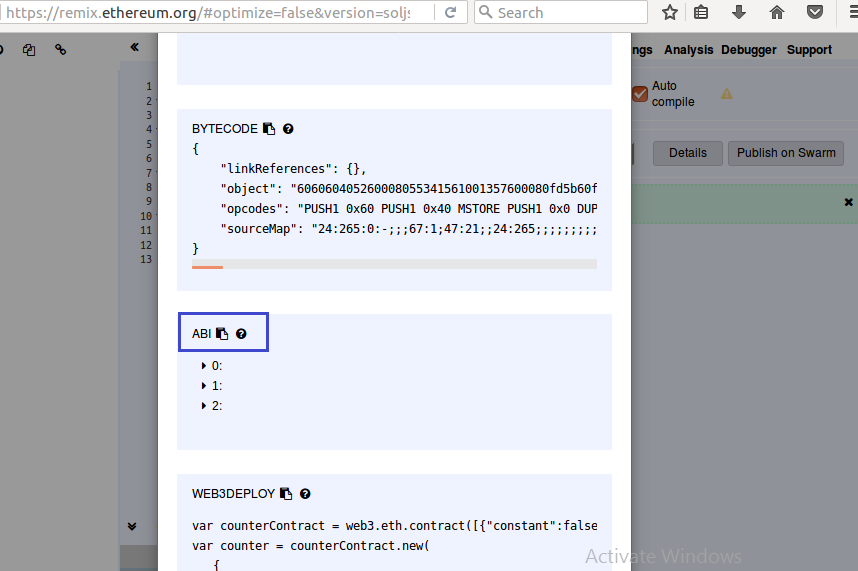 https://remix.ethereum.org/#optimize=false&version=soljs
Search
ngs Analysis Debugger Support
Auto compile
Details
Publish on Swarm
1
2
3
4
5
6
7
8
9
10
11
12
13
BYTECODE
{
"linkReferences": {},
"object": "6060604052600080553415610013576000​80fd5b60f
"opcodes": "PUSH1 0x60 PUSH1 0x40 MSTORE PUSH1 0x0 DUP
"sourceMap": "24:265:0:-;;;67:1;47:21;;24:265;;;;;;;;;
}
ABI
0:
1:
2:
WEB3DEPLOY
var counterContract = web3.eth.contract([{"constant":false
var counter = counterContract.new(
{
Activate Windows